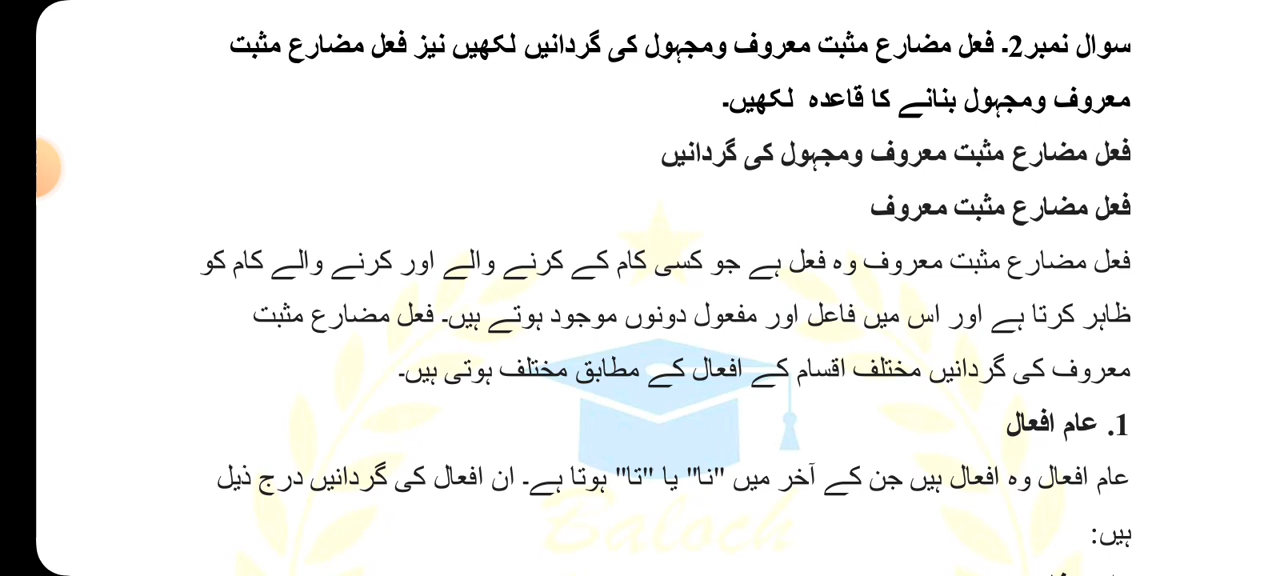 سوال نمبر2۔ فعل مضارع مثبت معروف ومجہول کی گردانیں لکھیں نیز فعل مضارع مثبت
معروف ومجہول بنانے کا قاعدہ لکھیں۔
فعل مضارع مثبت معروف ومجہول کی گردانیں
فعل مضارع مثبت معروف
فعل مضارع مثبت معروف وہ فعل ہے جو کسی کام کے کرنے والے اور کرنے والے کام کو
ظاہر کرتا ہے اور اس میں فاعل اور مفعول دونوں موجود ہوتے ہیں۔ فعل مضارع مثبت
معروف کی گردانیں مختلف اقسام کے افعال کے مطابق مختلف ہوتی ہیں۔
1. عام افعال
عام افعال وہ افعال ہیں جن کے آخر میں "نا" یا "تا" ہوتا ہے۔ ان افعال کی گردانیں درج ذیل
ہیں:
Baloch